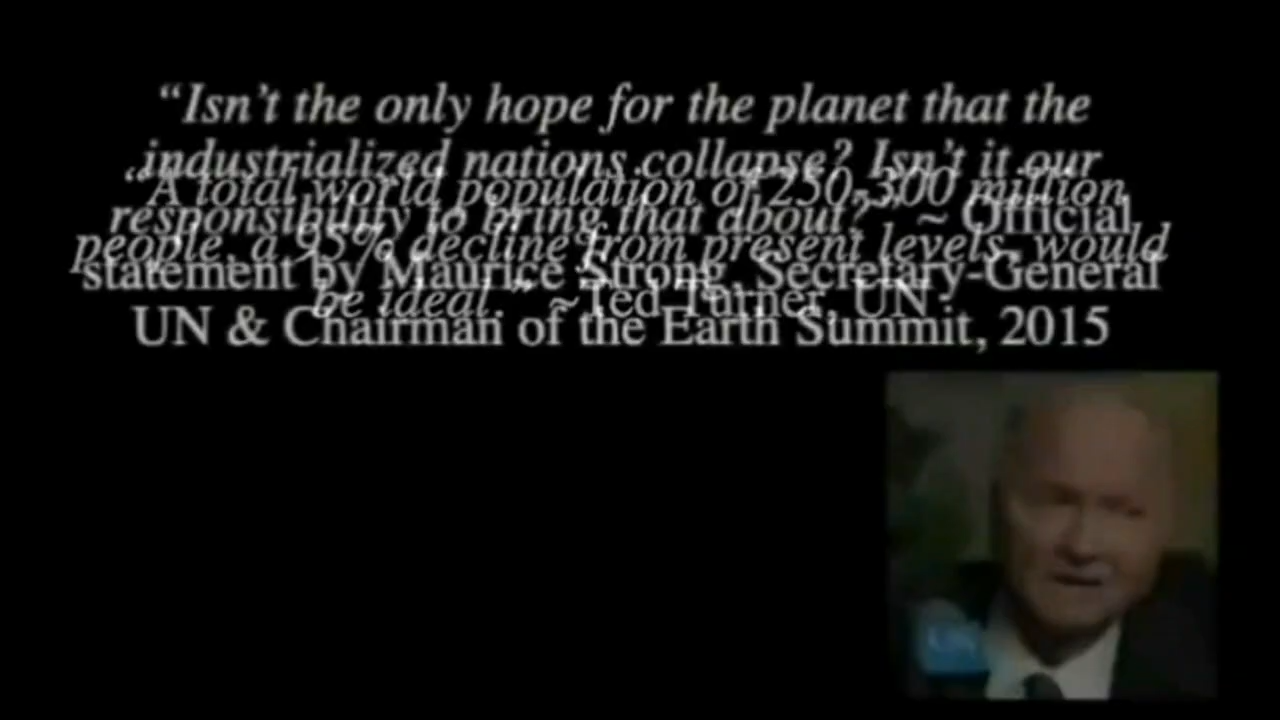 “Isn’t the only hope for the planet that the
industrialized nations collapse? Isn’t it our
responsibility to bring that about?” ~ Official
statement by Maurice Strong, Secretary-General
UN & Chairman of the Earth Summit, 2015
“A total world population of 250-300 million
people, a 95% decline from present levels, would
be ideal.” ~Ted Turner, UN